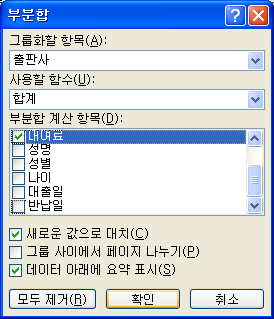 부분합
그룹화할 항목(A):
출판사
사용할 함수(U):
합계
부분합 계산 항목(D):
대여료
성명
성별
나이
대출일
반납일
새로운 값으로 대치(C)
그룹 사이에서 페이지 나누기(P)
데이터 아래에 요약 표시(S)
모두 제거(R) 확인 취소